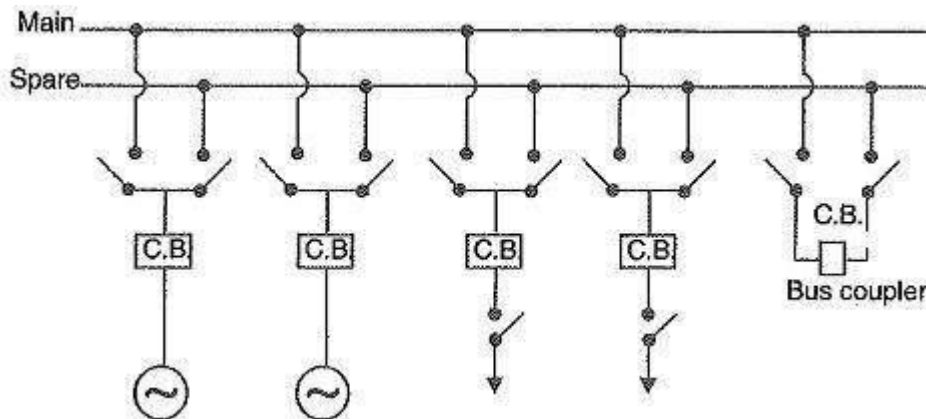 Main
Spare
C.B.
C.B
C.B.
C.B
C.B.
Bus coupler